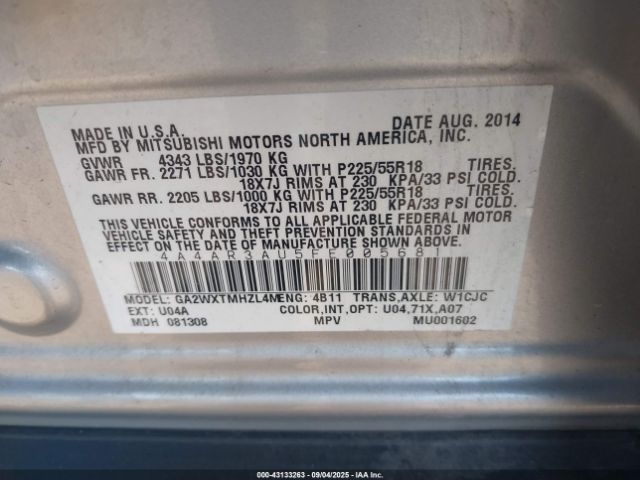 MADE IN U.S.A. DATE AUG. 2014
MFD BY MITSUBISHI MOTORS NORTH AMERICA, INC.
GVWR 4343 LBS/1970 KG
GAWR FR. 2271 LBS/1030 KG WITH P225/55R18 TIRES.
18X7J RIMS AT 230 KPA/33 PSI COLD.
GAWR RR. 2205 LBS/1000 KG WITH P225/55R18 TIRES.
18X7J RIMS AT 230 KPA/33 PSI COLD.
THIS VEHICLE CONFORMS TO ALL APPLICABLE FEDERAL MOTOR
VEHICLE SAFETY AND THEFT PREVENTION STANDARDS IN
EFFECT ON THE DATE OF MANUFACTURE SHOWN ABOVE.
4A4AR3AU5FE005681
MODEL: GA2WXTMHZL4M ENG: 4B11 TRANS,AXLE: W1CJC
EXT: U04A COLOR,INT,OPT: U04,71X,A07
MDH 081308 MPV MU001602
000-43133263 - 09/04/2025 - IAAI, Inc.